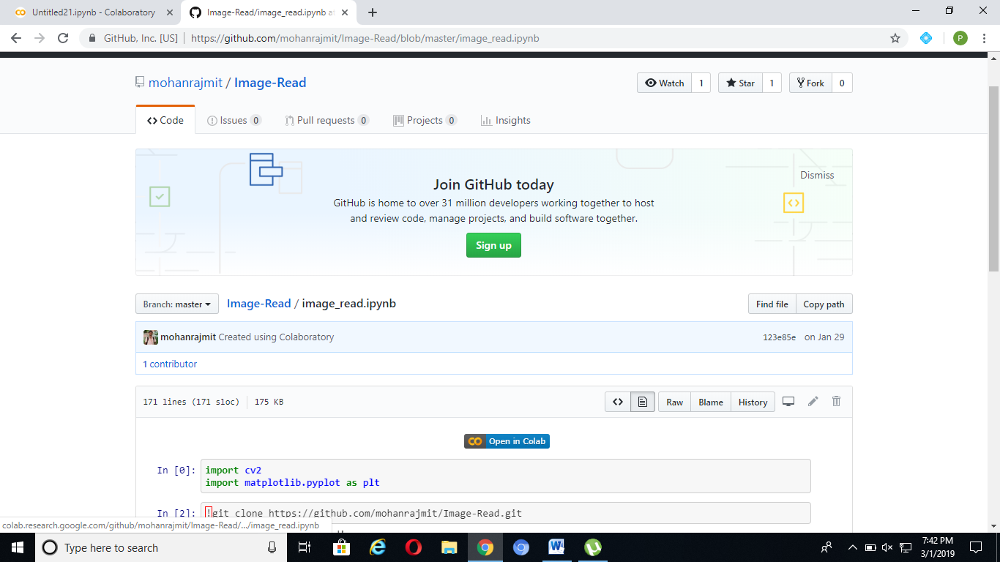 Untitled21.ipynb - Colaboratory
Image-Read/image_read.ipynb at
GitHub, Inc. [US]
https://github.com/mohanrajmit/Image-Read/blob/master/image_read.ipynb
P
mohanrajmit / Image-Read
Watch 1
Star 1
Fork 0
Code
Issues 0
Pull requests 0
Projects 0
Insights
Join GitHub today
Dismiss
GitHub is home to over 31 million developers working together to host
and review code, manage projects, and build software together.
Sign up
Branch: master
Image-Read / image_read.ipynb
Find file
Copy path
mohanrajmit Created using Colaboratory
123e85e on Jan 29
1 contributor
171 lines (171 sloc)
175 KB
Raw
Blame
History
Open in Colab
In [0]:
import cv2
import matplotlib.pyplot as plt
In [2]:
!git clone https://github.com/mohanrajmit/Image-Read.git
colab.research.google.com/github/mohanrajmit/Image-Read/.../image_read.ipynb
Type here to search
7:42 PM
3/1/2019